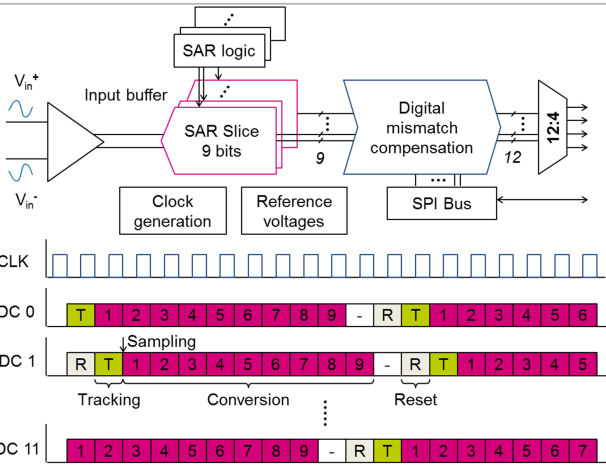 SAR logic
Vin+
Input buffer
SAR Slice
9 bits
9
Digital
mismatch
compensation
12
12:4
Vin-
Clock
generation
Reference
voltages
SPI Bus
CLK
DC 0
T 1 2 3 4 5 6 7 8 9 - R T 1 2 3 4 5 6
Sampling
DC 1
R T 1 2 3 4 5 6 7 8 9 - R T 1 2 3 4 5
Tracking
Conversion
Reset
DC 11
1 2 3 4 5 6 7 8 9 - R T 1 2 3 4 5 6 7